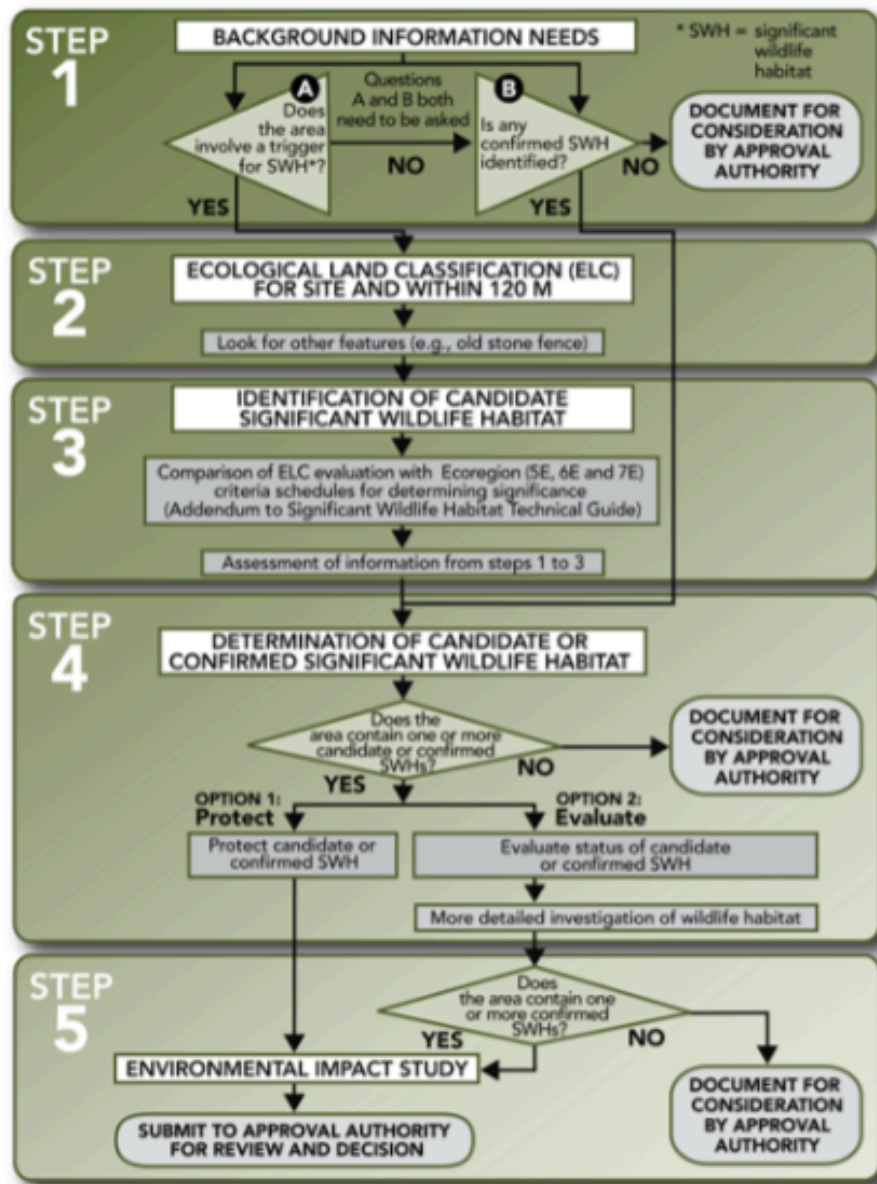 STEP
1
BACKGROUND INFORMATION NEEDS
* SWH = significant
wildlife
habitat
A
Does
the area
involve a trigger
for SWH*?
Questions
A and B both
need to be asked
NO
B
Is any
confirmed SWH
identified?
NO
DOCUMENT FOR
CONSIDERATION
BY APPROVAL
AUTHORITY
YES
YES
STEP
2
ECOLOGICAL LAND CLASSIFICATION (ELC)
FOR SITE AND WITHIN 120 M
Look for other features (e.g., old stone fence)
STEP
3
IDENTIFICATION OF CANDIDATE
SIGNIFICANT WILDLIFE HABITAT
Comparison of ELC evaluation with Ecoregion (5E, 6E and 7E)
criteria schedules for determining significance
(Addendum to Significant Wildlife Habitat Technical Guide)
Assessment of information from steps 1 to 3
STEP
4
DETERMINATION OF CANDIDATE OR
CONFIRMED SIGNIFICANT WILDLIFE HABITAT
Does the
area contain one or more
candidate or confirmed
SWHs?
YES
NO
DOCUMENT FOR
CONSIDERATION
BY APPROVAL
AUTHORITY
OPTION 1:
Protect
Protect candidate or
confirmed SWH
OPTION 2:
Evaluate
Evaluate status of candidate
or confirmed SWH
More detailed investigation of wildlife habitat
STEP
5
Does
the area contain one
or more confirmed
SWHs?
YES
NO
ENVIRONMENTAL IMPACT STUDY
SUBMIT TO APPROVAL AUTHORITY
FOR REVIEW AND DECISION
DOCUMENT FOR
CONSIDERATION
BY APPROVAL
AUTHORITY